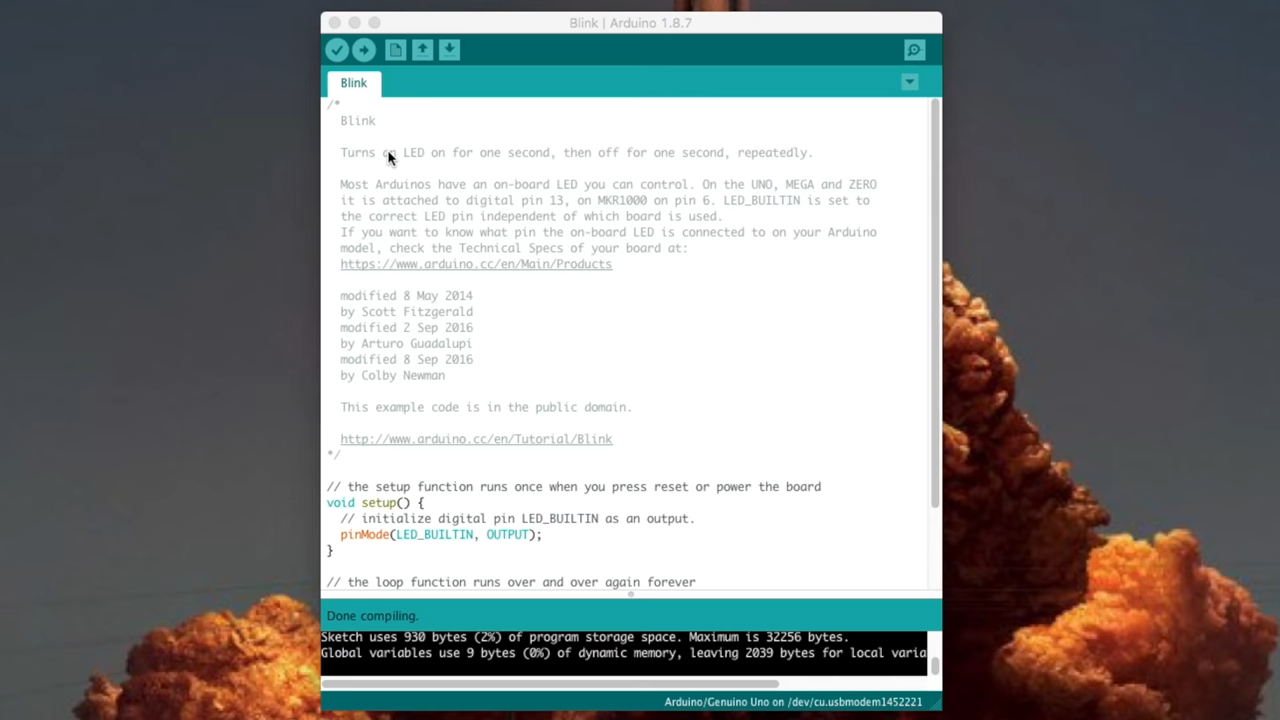 Blink | Arduino 1.8.7
Blink
/*
Blink
Turns on LED on for one second, then off for one second, repeatedly.
Most Arduinos have an on-board LED you can control. On the UNO, MEGA and ZERO
it is attached to digital pin 13, on MKR1000 on pin 6. LED_BUILTIN is set to
the correct LED pin independent of which board is used.
If you want to know what pin the on-board LED is connected to on your Arduino
model, check the Technical Specs of your board at:
https://www.arduino.cc/en/Main/Products
modified 8 May 2014
by Scott Fitzgerald
modified 2 Sep 2016
by Arturo Guadalupi
modified 8 Sep 2016
by Colby Newman
This example code is in the public domain.
http://www.arduino.cc/en/Tutorial/Blink
*/
// the setup function runs once when you press reset or power the board
void setup() {
// initialize digital pin LED_BUILTIN as an output.
pinMode(LED_BUILTIN, OUTPUT);
}
// the loop function runs over and over again forever
Done compiling.
Sketch uses 930 bytes (2%) of program storage space. Maximum is 32256 bytes.
Global variables use 9 bytes (0%) of dynamic memory, leaving 2039 bytes for local varia
Arduino/Genuino Uno on /dev/cu.usbmodem1452221